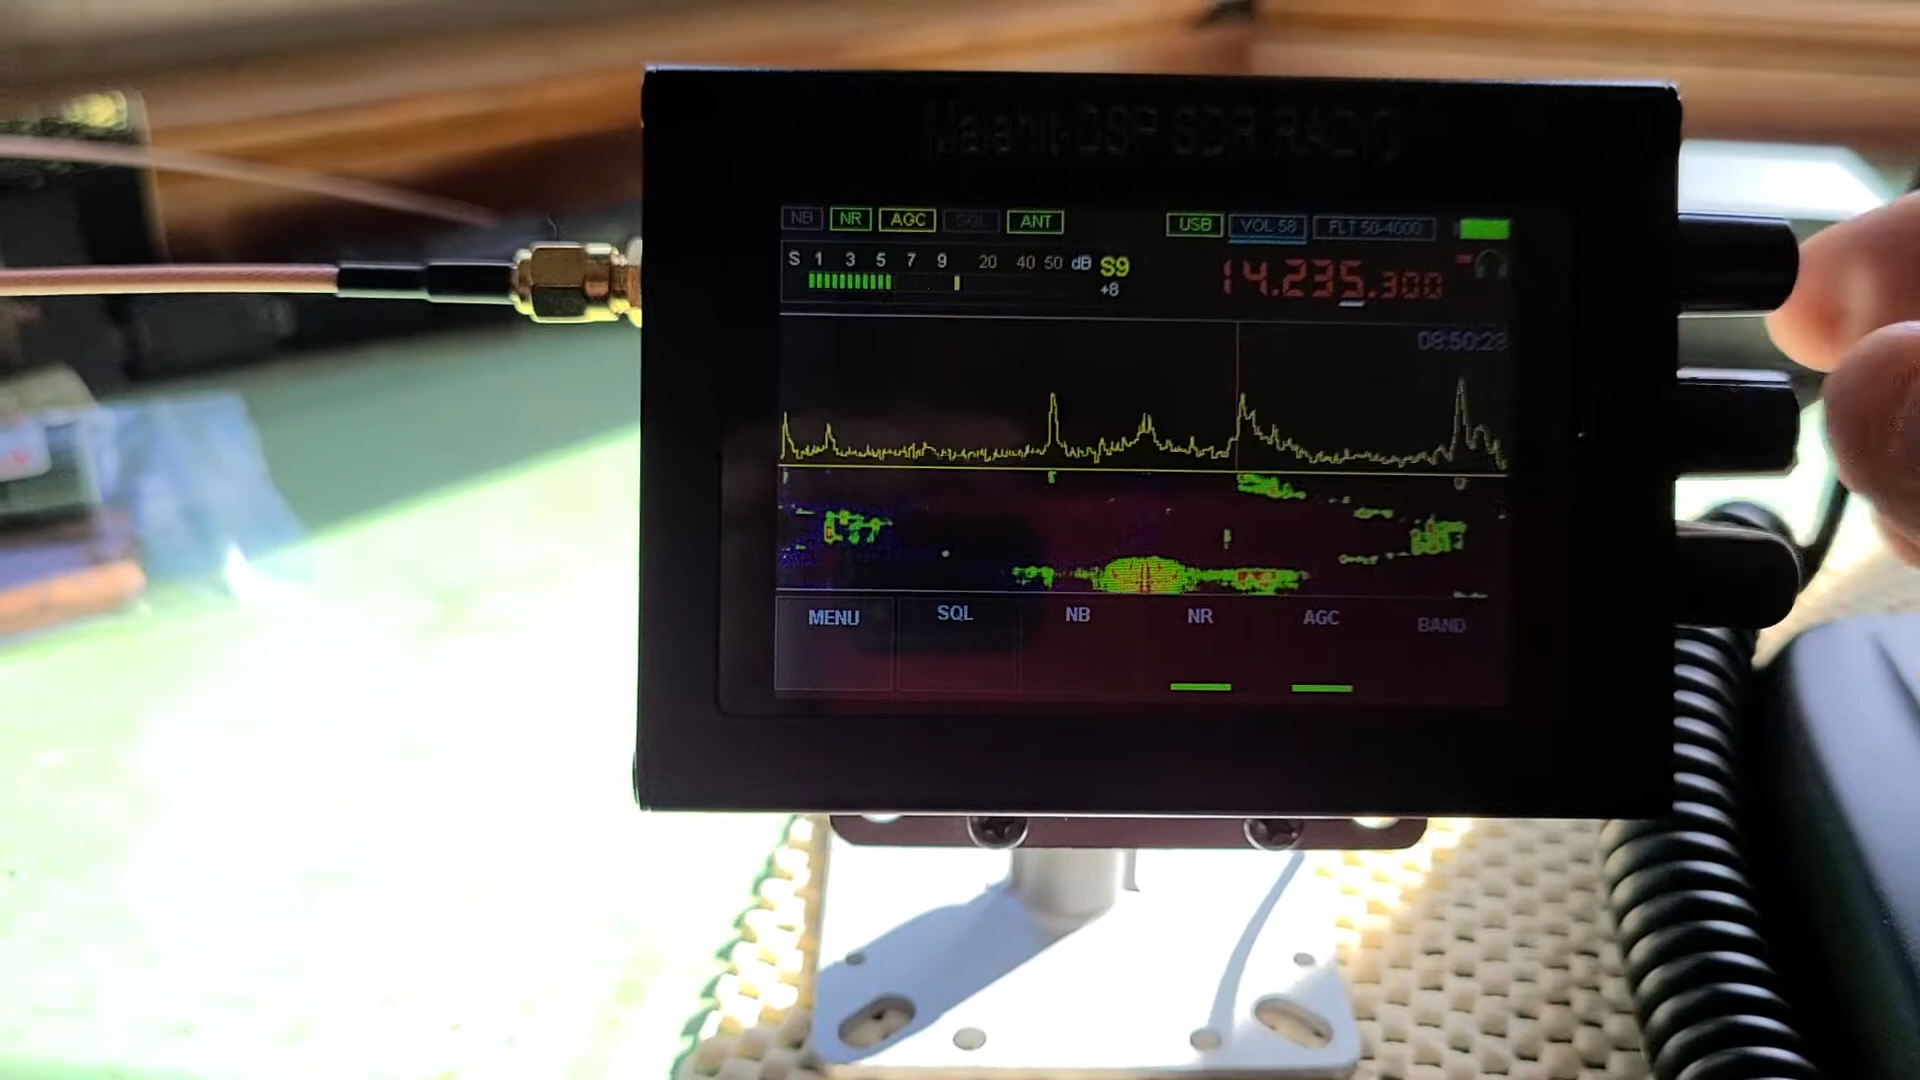 Malahit-DSP SDR RADIO
NB NR AGC SQL ANT USB VOL 58 FLT 50-4000
S 1 3 5 7 9 20 40 50 dB S9
+8
14.235.300
08:50:28
MENU SQL NB NR AGC BAND